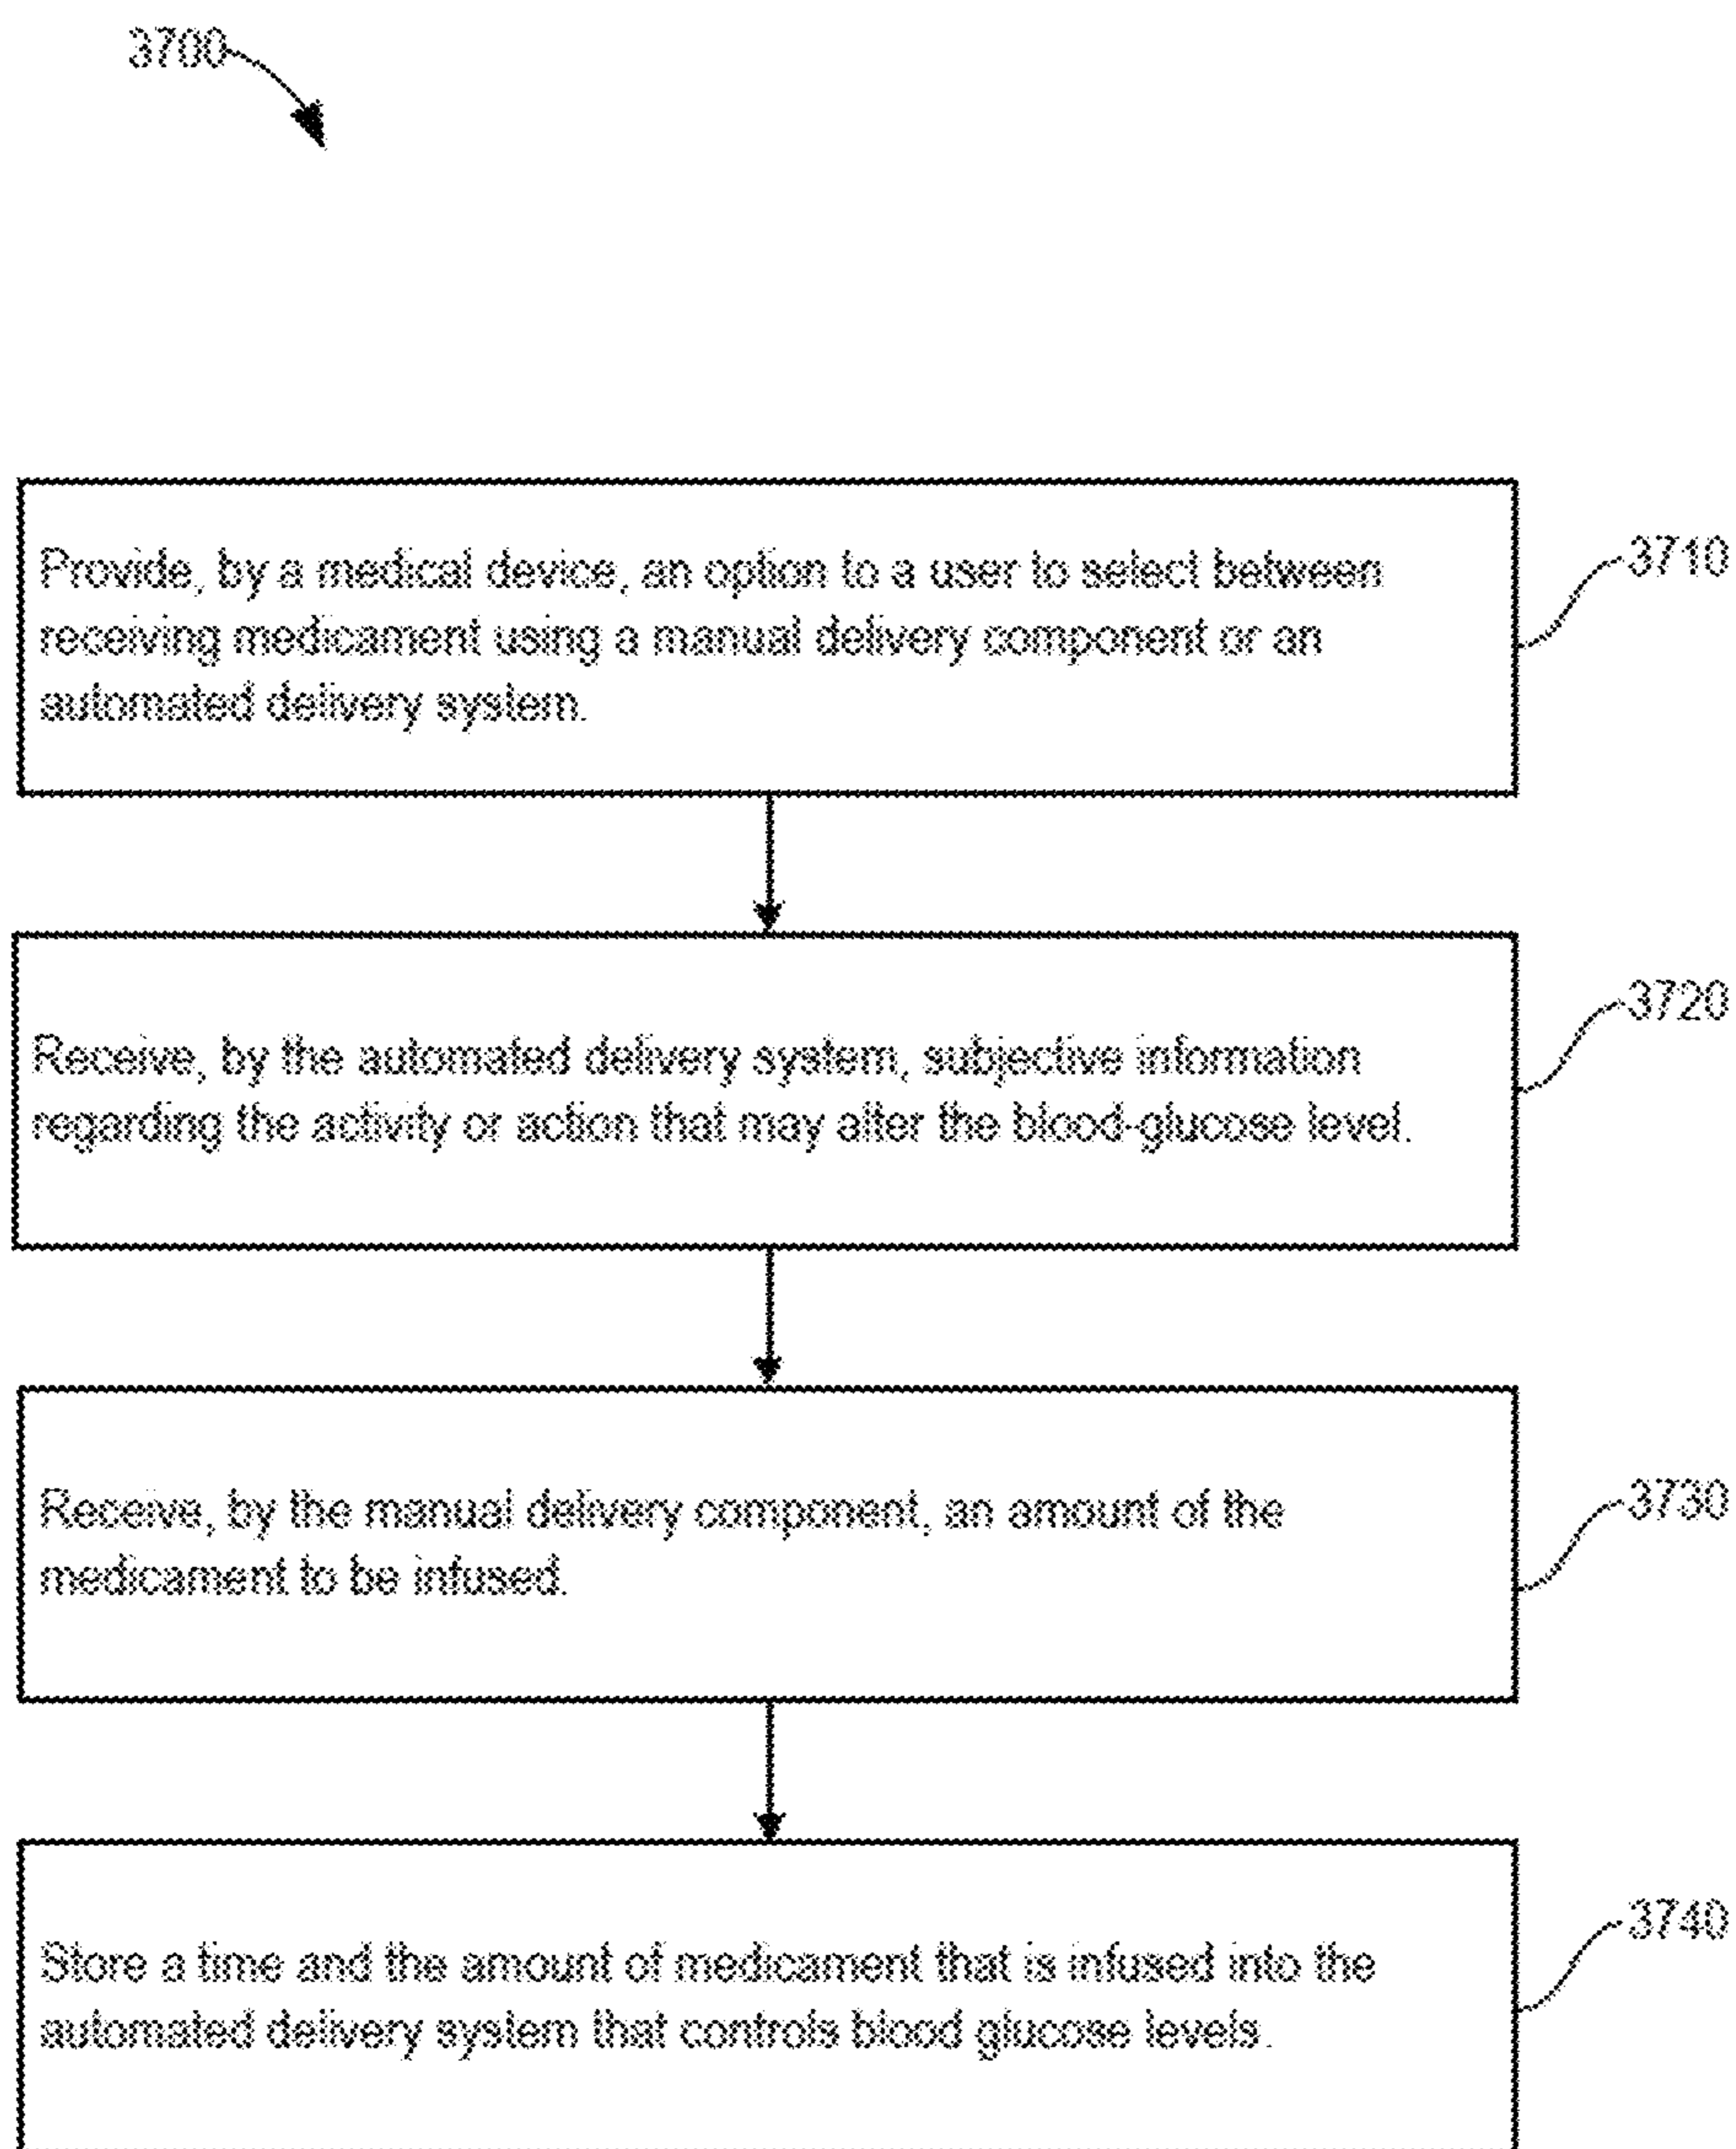 3700
Provide, by a medical device, an option to a user to select between
receiving medicament using a manual delivery component or an
automated delivery system.
3710
Receive, by the automated delivery system, subjective information
regarding the activity or action that may alter the blood-glucose level.
3720
Receive, by the manual delivery component, an amount of the
medicament to be infused.
3730
Store a time and the amount of medicament that is infused into the
automated delivery system that controls blood glucose levels.
3740